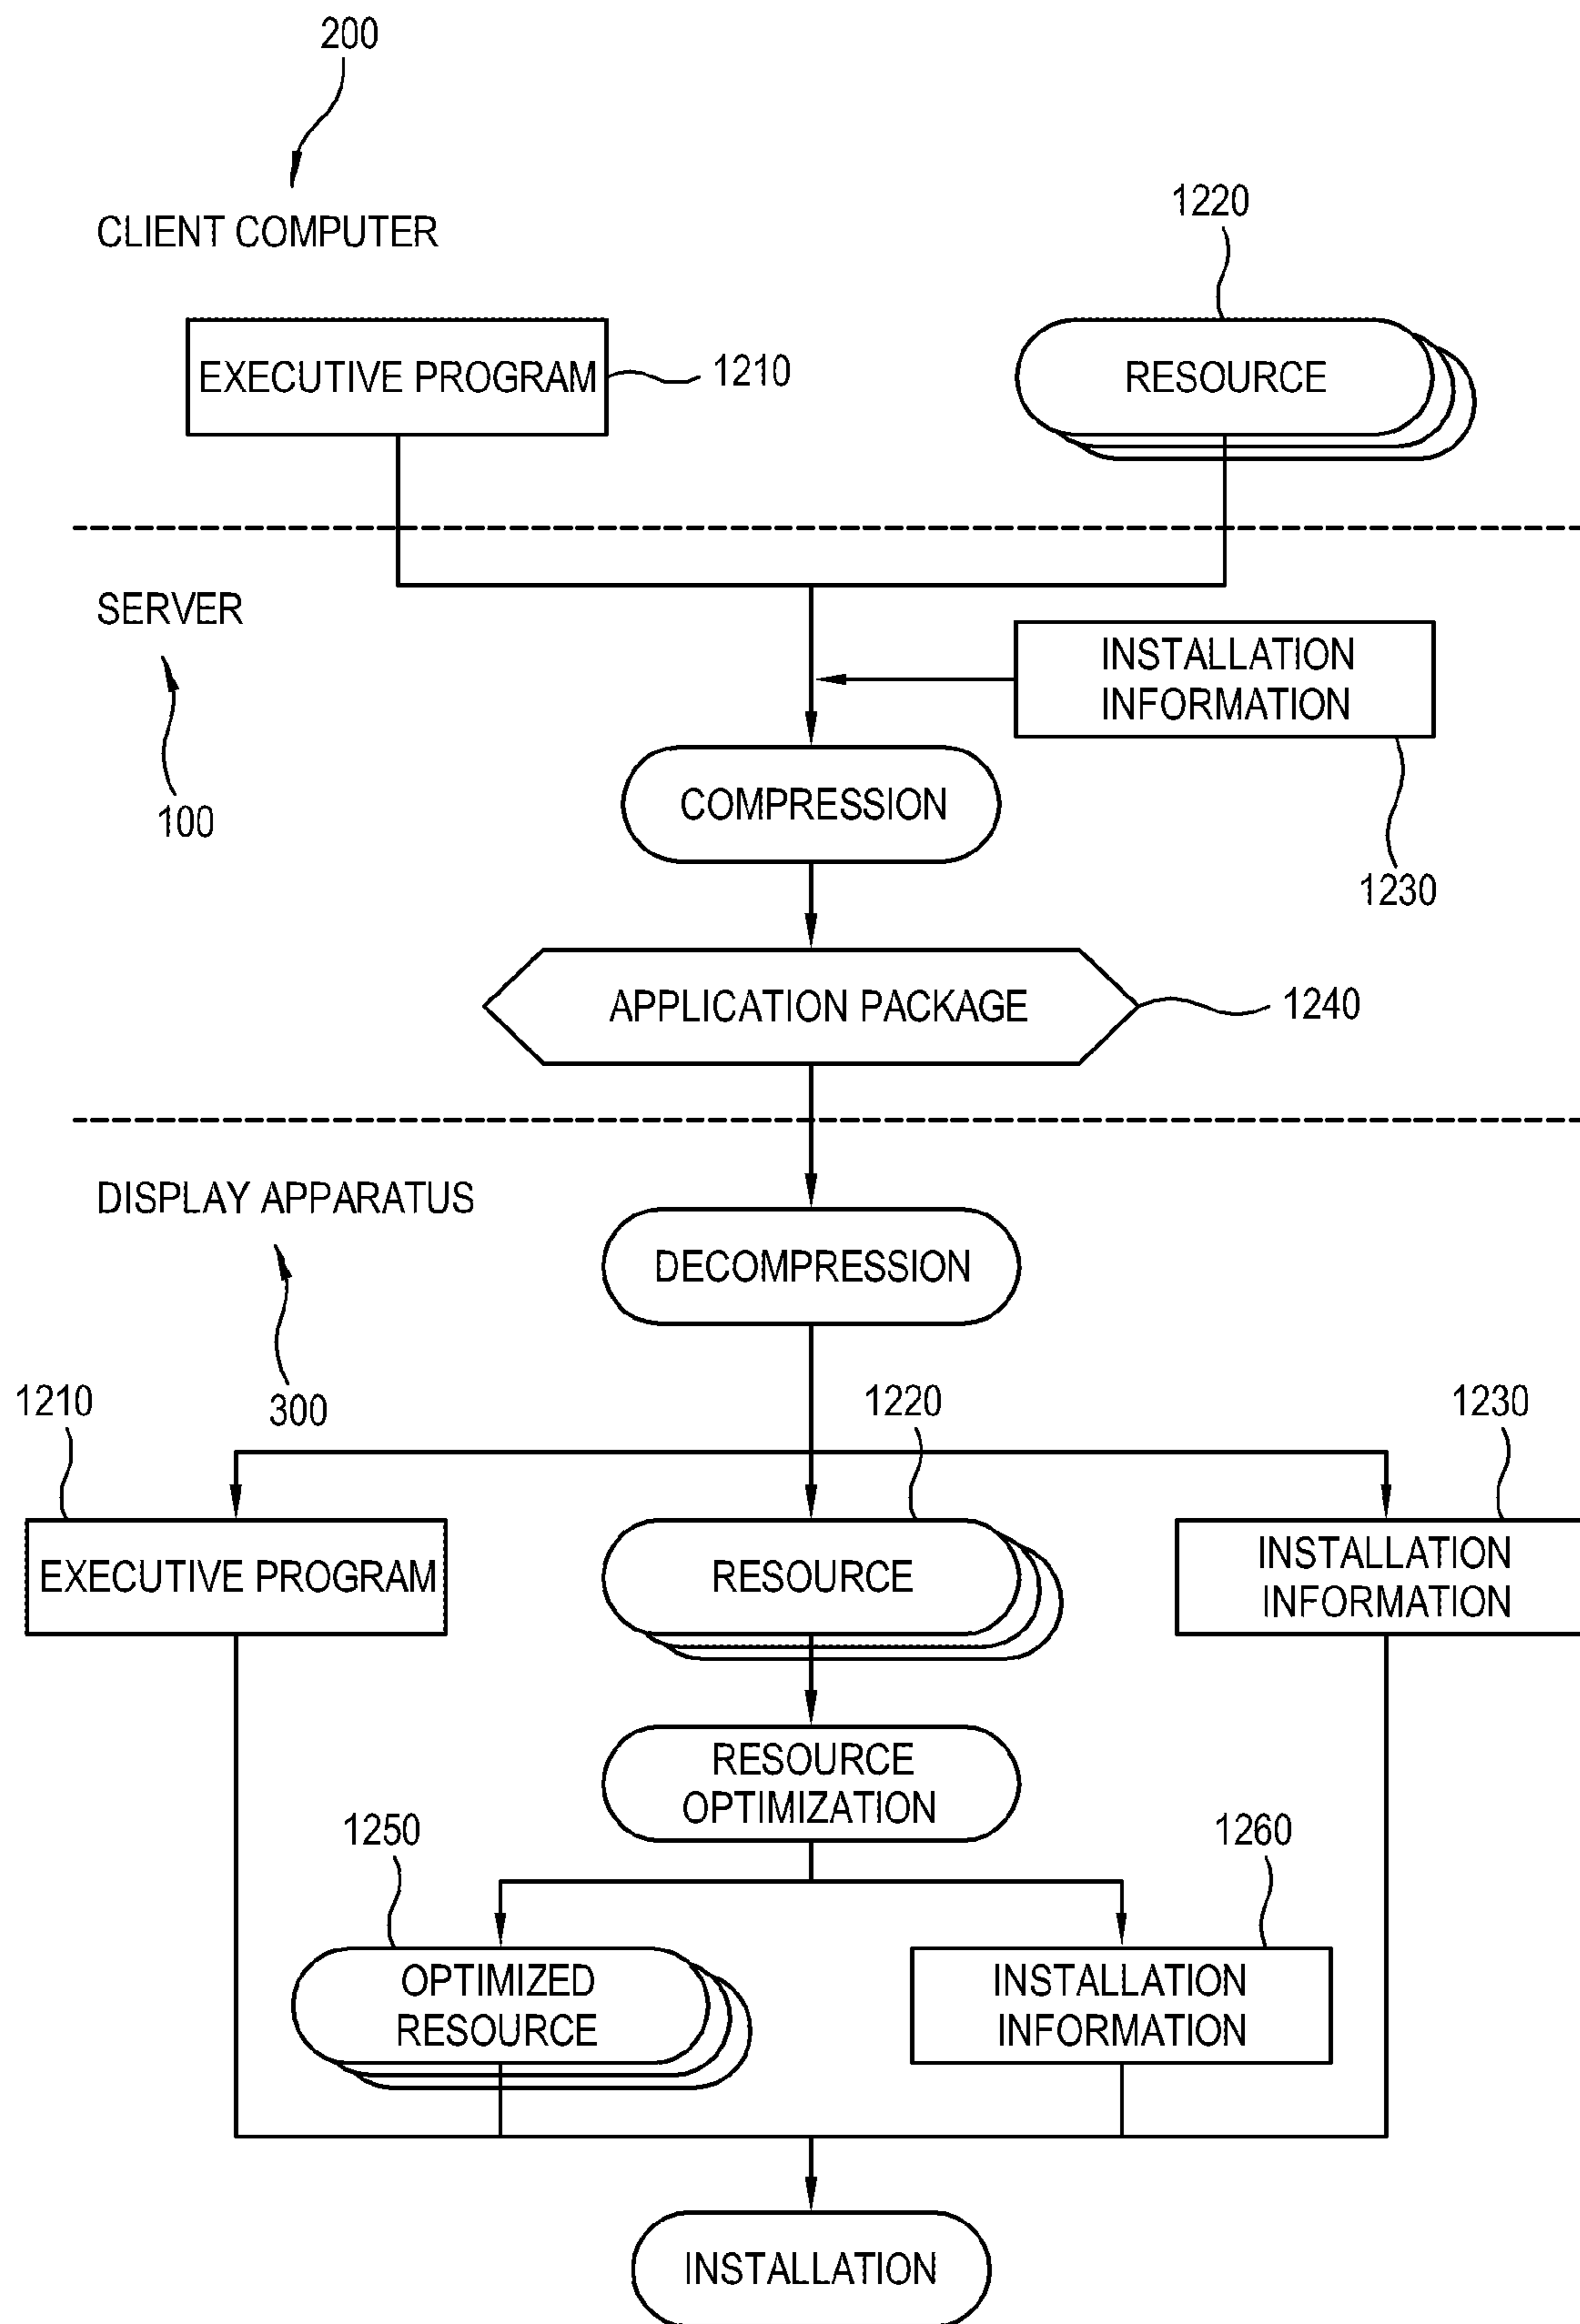 200
CLIENT COMPUTER
1220
EXECUTIVE PROGRAM
1210
RESOURCE
SERVER
100
INSTALLATION
INFORMATION
1230
COMPRESSION
APPLICATION PACKAGE
1240
DISPLAY APPARATUS
300
DECOMPRESSION
1210
1220
1230
EXECUTIVE PROGRAM
RESOURCE
INSTALLATION
INFORMATION
RESOURCE
OPTIMIZATION
1250
1260
OPTIMIZED
RESOURCE
INSTALLATION
INFORMATION
INSTALLATION